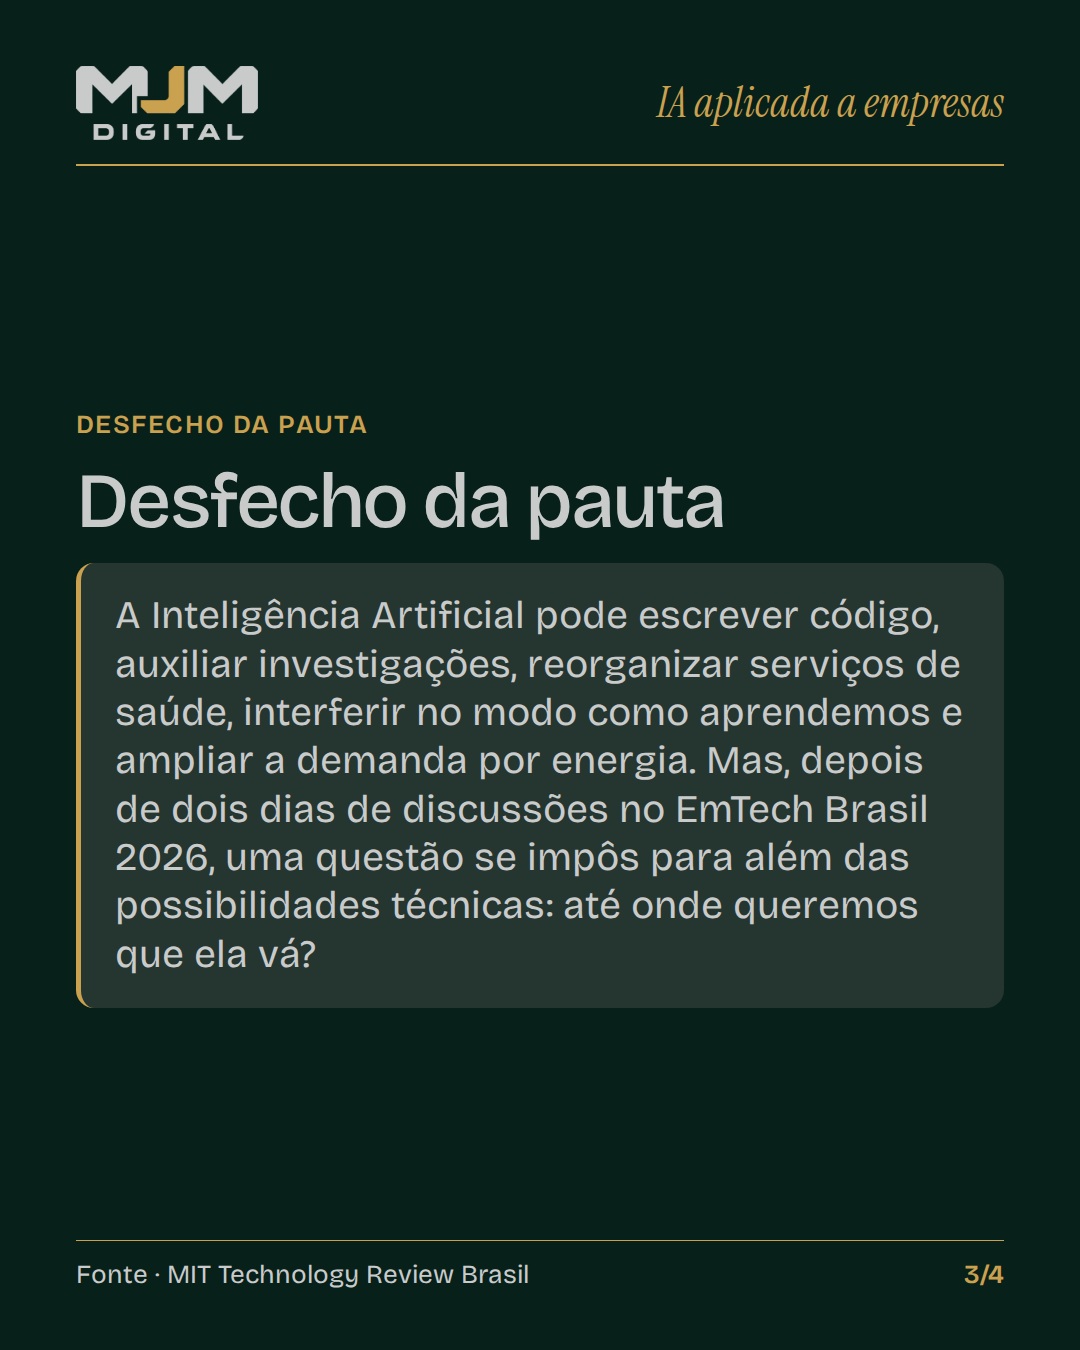 MJM
DIGITAL
IA aplicada a empresas
DESFECHO DA PAUTA
Desfecho da pauta
A Inteligência Artificial pode escrever código,
auxiliar investigações, reorganizar serviços de
saúde, interferir no modo como aprendemos e
ampliar a demanda por energia. Mas, depois
de dois dias de discussões no EmTech Brasil
2026, uma questão se impôs para além das
possibilidades técnicas: até onde queremos
que ela vá?
Fonte · MIT Technology Review Brasil
3/4